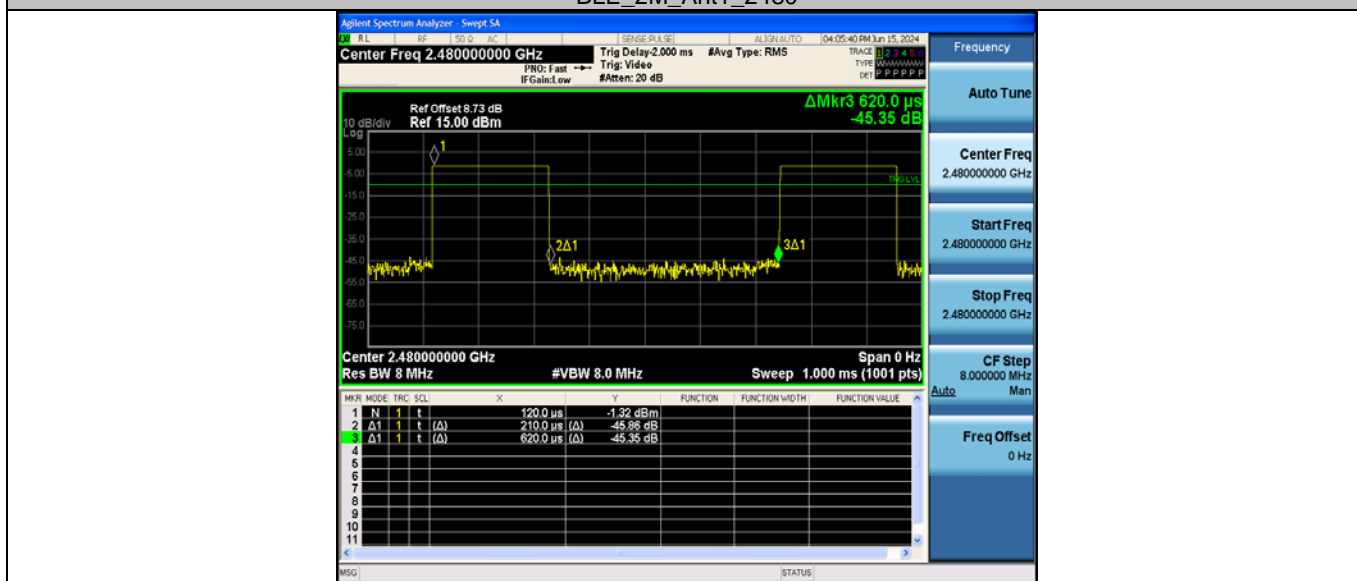 BLE_2M_Ant1_2480
Agilent Spectrum Analyzer - Swept SA
RL RF 50 Ω AC SENSE:PULSE ALIGN AUTO 04:05:40 PM Jun 15, 2024
Center Freq 2.480000000 GHz Trig Delay-2.000 ms #Avg Type: RMS TRACE 1 2 3 4 5 6
PNO: Fast Trig: Video TYPE WWWWWW
IFGain:Low #Atten: 20 dB DET P P P P P P
Frequency
Auto Tune
Center Freq
2.480000000 GHz
Start Freq
2.480000000 GHz
Stop Freq
2.480000000 GHz
CF Step
8.000000 MHz
Auto Man
Freq Offset
0 Hz
ΔMkr3 620.0 µs
-45.35 dB
Ref Offset 8.73 dB
10 dB/div Ref 15.00 dBm
Log
5.00
-5.00
-15.0
-25.0
-35.0
-45.0
-55.0
-65.0
-75.0
1
2Δ1
3Δ1
TRIG LVL
Center 2.480000000 GHz Span 0 Hz
Res BW 8 MHz #VBW 8.0 MHz Sweep 1.000 ms (1001 pts)
MKR MODE TRC SCL X Y FUNCTION FUNCTION WIDTH FUNCTION VALUE
1 N 1 t 120.0 µs -1.32 dBm
2 Δ1 1 t (Δ) 210.0 µs (Δ) -45.86 dB
3 Δ1 1 t (Δ) 620.0 µs (Δ) -45.35 dB
4
5
6
7
8
9
10
11
MSG STATUS